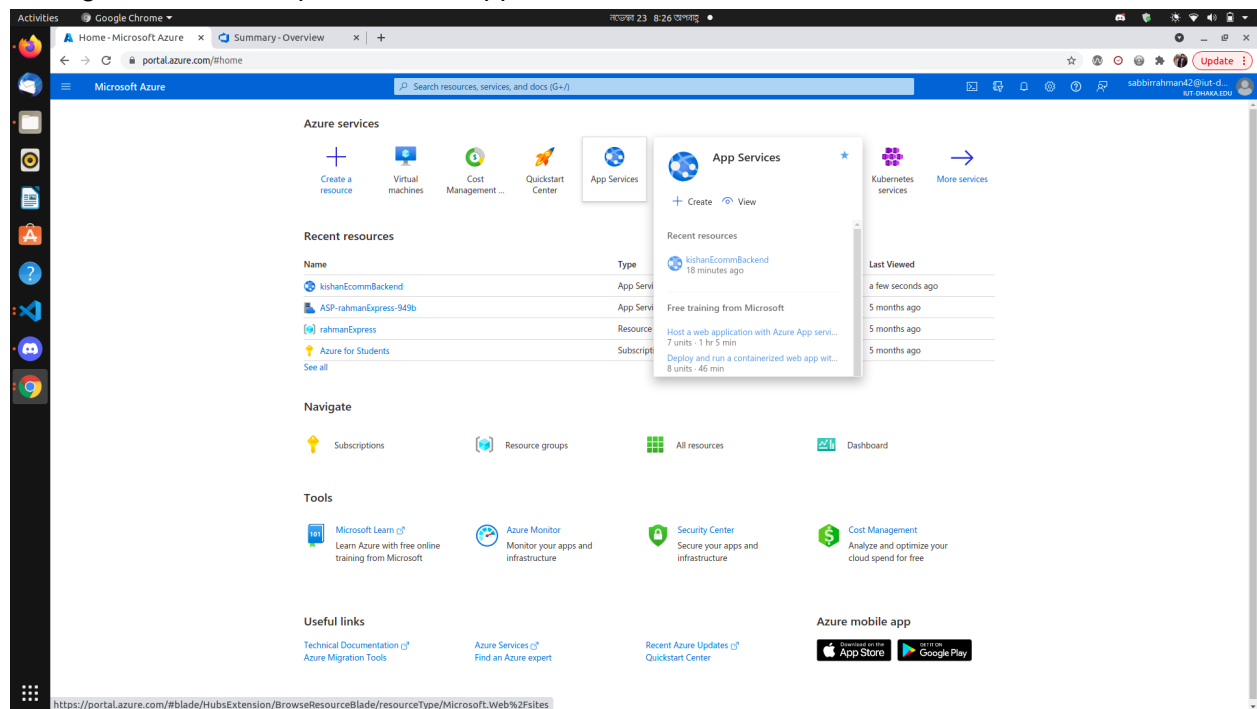 Activities Google Chrome ▾ নভেম্বর 23 8:26 অপরাহ্ণ
Home - Microsoft Azure
Summary - Overview
portal.azure.com/#home
Update
Microsoft Azure
Search resources, services, and docs (G+/)
sabbirrahman42@iut-d...
IUT-DHAKA.EDU
Azure services
Create a resource
Virtual machines
Cost Management ...
Quickstart Center
App Services
Kubernetes services
More services
App Services
Create View
Recent resources
kishanEcommBackend
18 minutes ago
Free training from Microsoft
Host a web application with Azure App servi...
7 units · 1 hr 5 min
Deploy and run a containerized web app wit...
8 units · 46 min
Recent resources
Name Type Last Viewed
kishanEcommBackend App Servi a few seconds ago
ASP-rahmanExpress-949b App Servi 5 months ago
rahmanExpress Resource 5 months ago
Azure for Students Subscripti 5 months ago
See all
Navigate
Subscriptions Resource groups All resources Dashboard
Tools
101
Microsoft Learn
Learn Azure with free online
training from Microsoft
Azure Monitor
Monitor your apps and
infrastructure
Security Center
Secure your apps and
infrastructure
Cost Management
Analyze and optimize your
cloud spend for free
Useful links
Technical Documentation Azure Services Recent Azure Updates
Azure Migration Tools Find an Azure expert Quickstart Center
Azure mobile app
Download on the
App Store
GET IT ON
Google Play
https://portal.azure.com/#blade/HubsExtension/BrowseResourceBlade/resourceType/Microsoft.Web%2Fsites